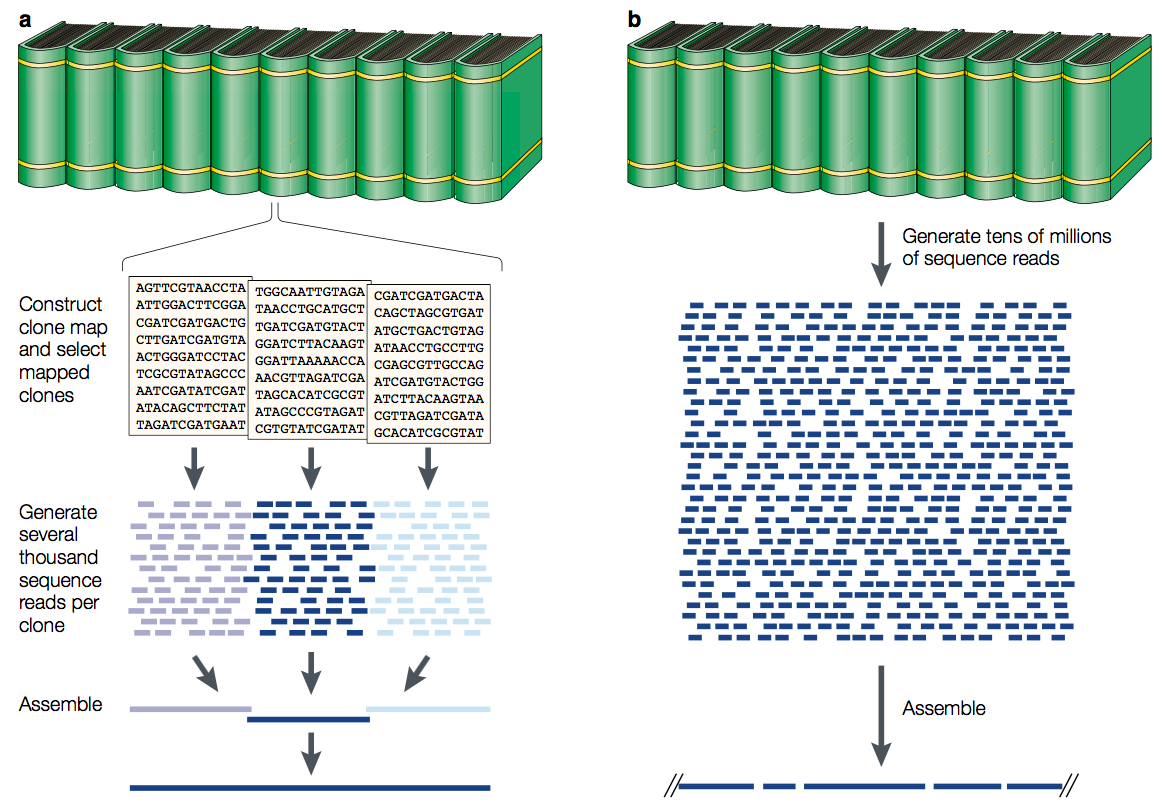 a
Construct
clone map
and select
mapped
clones
AGTTCGTAACCTA
ATTGGACTTCGGA
CGATCGATGACTG
CTTGATCGATGTA
ACTGGGATCCTAC
TCGCGTATAGCCC
AATCGATATCGAT
ATACAGCTTCTAT
TAGATCGATGAAT
TGGCAATTGTAGA
TAACCTGCATGCT
TGATCGATGTACT
GGATCTTACAAGT
GGATTAAAAACCA
AACGTTAGATCGA
TAGCACATCGCGT
ATAGCCCGTAGAT
CGTGTATCGATAT
CGATCGATGACTA
CAGCTAGCGTGAT
ATGCTGACTGTAG
ATAACCTGCCTTG
CGAGCGTTGCCAG
ATCGATGTACTGG
ATCTTACAAGTAA
CGTTAGATCGATA
GCACATCGCGTAT
Generate
several
thousand
sequence
reads per
clone
Assemble
b
Generate tens of millions
of sequence reads
Assemble